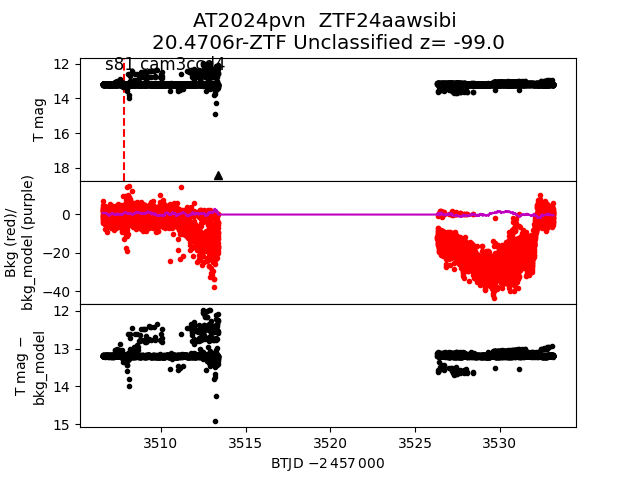 AT2024pvn  ZTF24aawsibi
20.4706r-ZTF Unclassified z= -99.0
s81 cam3ccd4
12
14
16
18
T mag
0
−20
−40
Bkg (red)/
bkg_model (purple)
12
13
14
15
T mag −
bkg_model
3510
3515
3520
3525
3530
BTJD −2 457 000